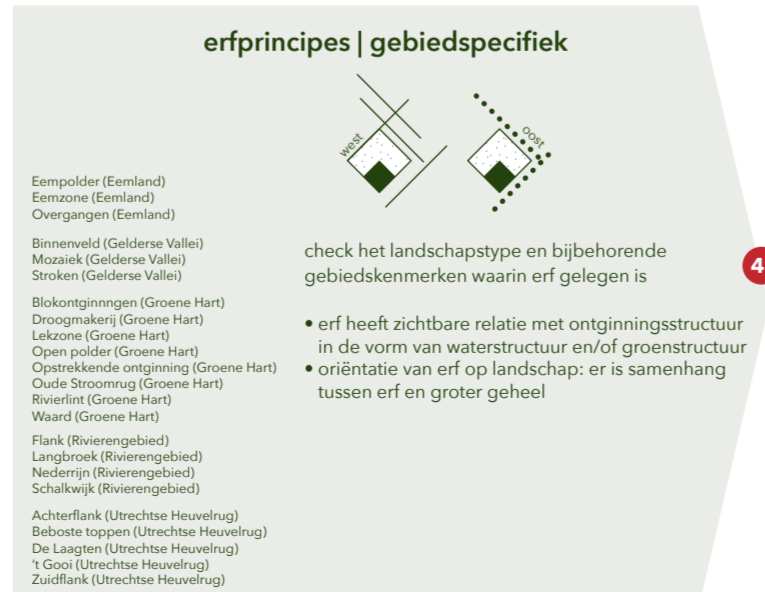 erfprincipes | gebiedspecifiek
west
oost
Eempolder (Eemland)
Eemzone (Eemland)
Overgangen (Eemland)
Binnenveld (Gelderse Vallei)
Mozaiek (Gelderse Vallei)
Stroken (Gelderse Vallei)
Blokontginnngen (Groene Hart)
Droogmakerij (Groene Hart)
Lekzone (Groene Hart)
Open polder (Groene Hart)
Opstrekkende ontginning (Groene Hart)
Oude Stroomrug (Groene Hart)
Rivierlint (Groene Hart)
Waard (Groene Hart)
Flank (Rivierengebied)
Langbroek (Rivierengebied)
Nederrijn (Rivierengebied)
Schalkwijk (Rivierengebied)
Achterflank (Utrechtse Heuvelrug)
Beboste toppen (Utrechtse Heuvelrug)
De Laagten (Utrechtse Heuvelrug)
't Gooi (Utrechtse Heuvelrug)
Zuidflank (Utrechtse Heuvelrug)
check het landschapstype en bijbehorende
gebiedskenmerken waarin erf gelegen is
• erf heeft zichtbare relatie met ontginningsstructuur
in de vorm van waterstructuur en/of groenstructuur
• oriëntatie van erf op landschap: er is samenhang
tussen erf en groter geheel
4